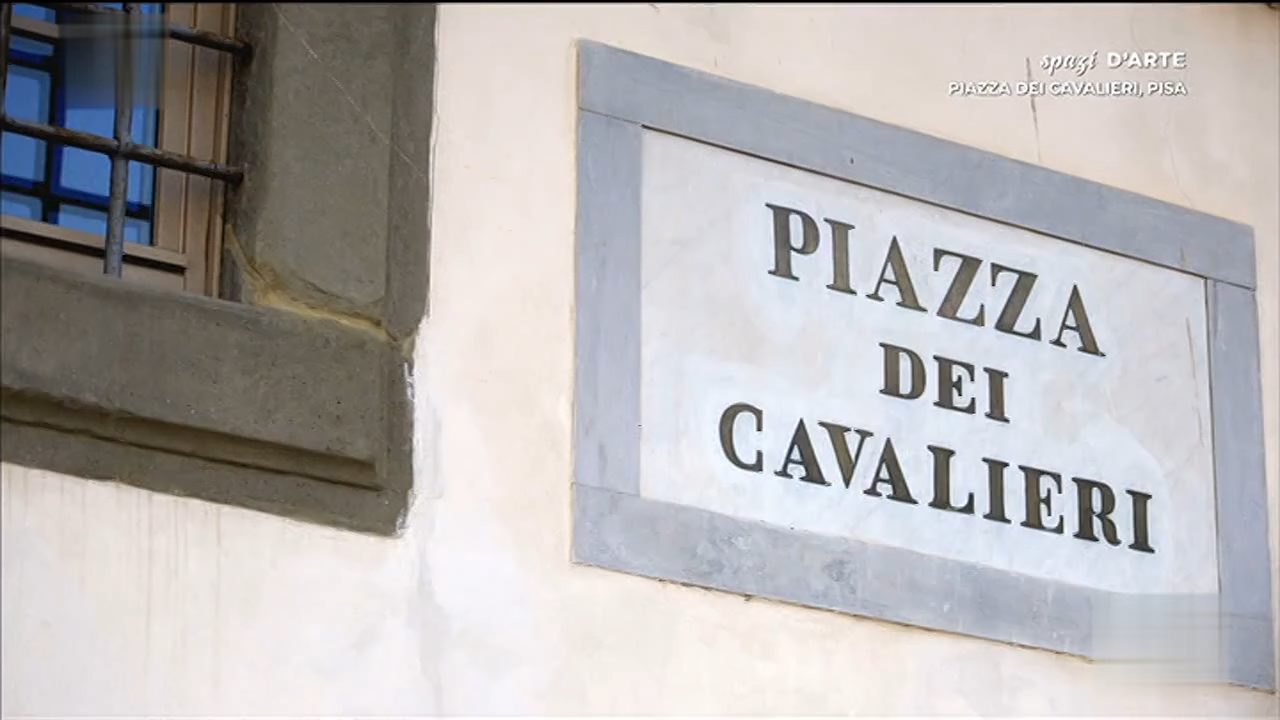 spazi D'ARTE
PIAZZA DEI CAVALIERI, PISA
PIAZZA
DEI
CAVALIERI